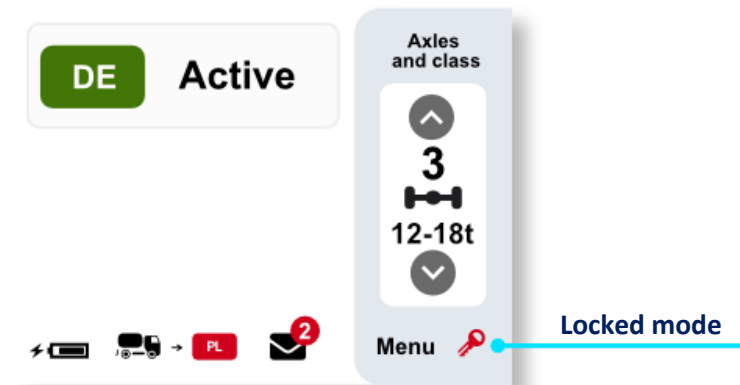 DE Active
Axles
and class
3
12-18t
PL
2
Menu
Locked mode